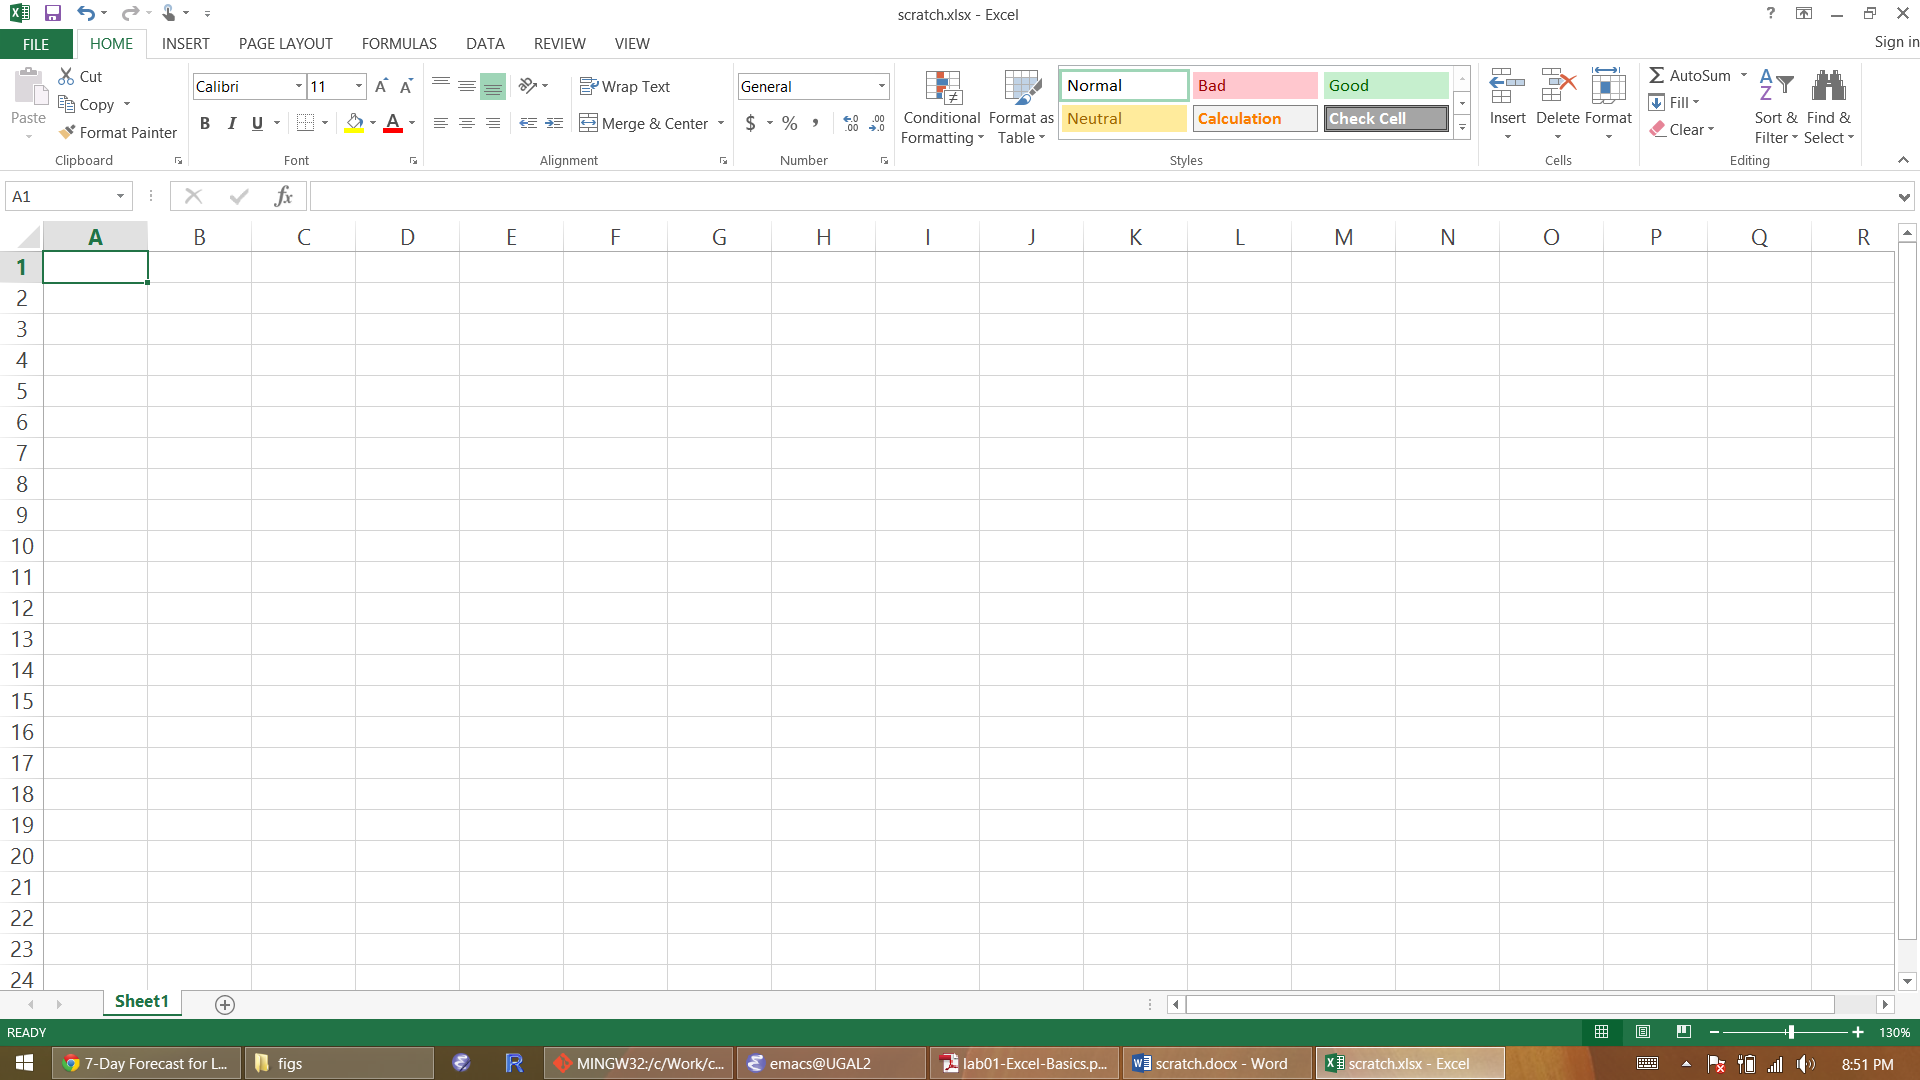 scratch.xlsx - Excel
FILE HOME INSERT PAGE LAYOUT FORMULAS DATA REVIEW VIEW Sign in
Paste Cut Copy Format Painter Clipboard
Calibri 11 B I U A Font
Wrap Text Merge & Center Alignment
General $ % , Number
Conditional Formatting Format as Table
Normal Bad Good
Neutral Calculation Check Cell
Styles
Insert Delete Format Cells
AutoSum Fill Clear Sort & Filter Find & Select Editing
A1 fx
A B C D E F G H I J K L M N O P Q R
1
2
3
4
5
6
7
8
9
10
11
12
13
14
15
16
17
18
19
20
21
22
23
24
Sheet1
READY 130%
7-Day Forecast for L... figs MINGW32:/c/Work/c... emacs@UGAL2 lab01-Excel-Basics.p... scratch.docx - Word scratch.xlsx - Excel 8:51 PM